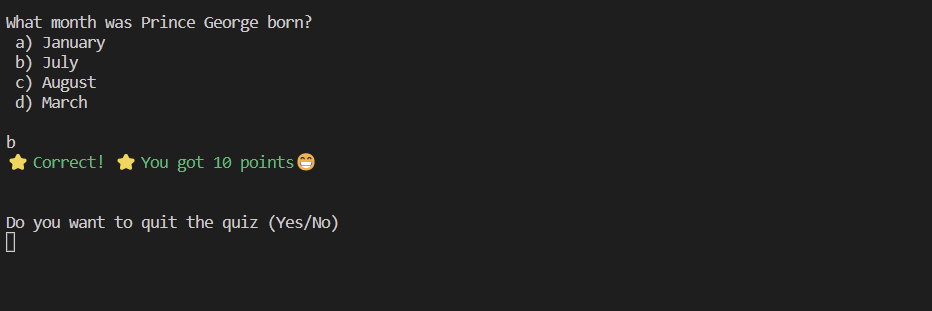 What month was Prince George born?
a) January
b) July
c) August
d) March
b
⭐ Correct! ⭐ You got 10 points😁
Do you want to quit the quiz (Yes/No)